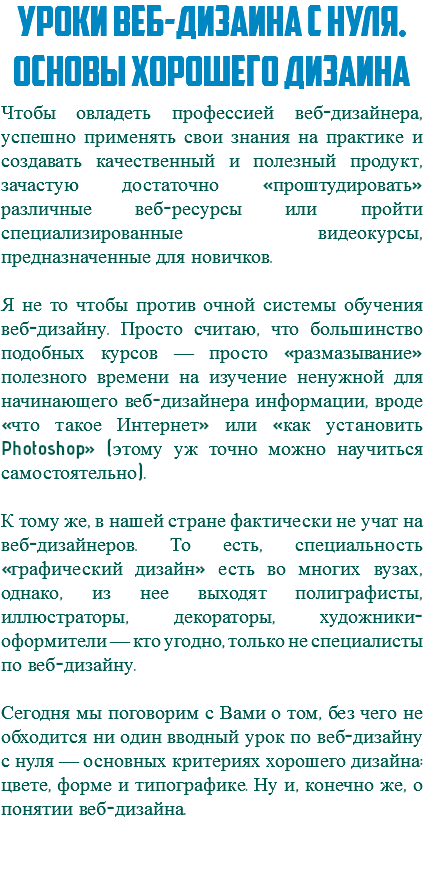 УРОКИ ВЕБ-ДИЗАЙНА С НУЛЯ.
ОСНОВЫ ХОРОШЕГО ДИЗАЙНА
Чтобы овладеть профессией веб-дизайнера,
успешно применять свои знания на практике и
создавать качественный и полезный продукт,
зачастую достаточно «проштудировать»
различные веб-ресурсы или пройти
специализированные видеокурсы,
предназначенные для новичков.
Я не то чтобы против очной системы обучения
веб-дизайну. Просто считаю, что большинство
подобных курсов — просто «размазывание»
полезного времени на изучение ненужной для
начинающего веб-дизайнера информации, вроде
«что такое Интернет» или «как установить
Photoshop» (этому уж точно можно научиться
самостоятельно).
К тому же, в нашей стране фактически не учат на
веб-дизайнеров. То есть, специальность
«графический дизайн» есть во многих вузах,
однако, из нее выходят полиграфисты,
иллюстраторы, декораторы, художники-
оформители — кто угодно, только не специалисты
по веб-дизайну.
Сегодня мы поговорим с Вами о том, без чего не
обходится ни один вводный урок по веб-дизайну
с нуля — основных критериях хорошего дизайна:
цвете, форме и типографике. Ну и, конечно же, о
понятии веб-дизайна.